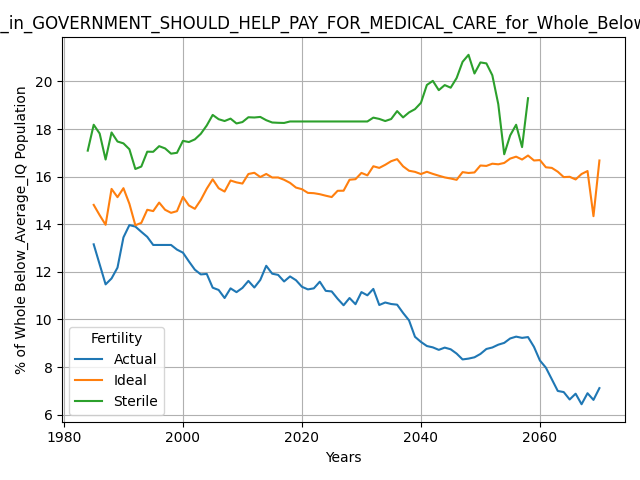 _in_GOVERNMENT_SHOULD_HELP_PAY_FOR_MEDICAL_CARE_for_Whole_Below
% of Whole Below_Average_IQ Population
20
18
16
14
12
10
8
6
Fertility
Actual
Ideal
Sterile
1980
2000
2020
2040
2060
Years